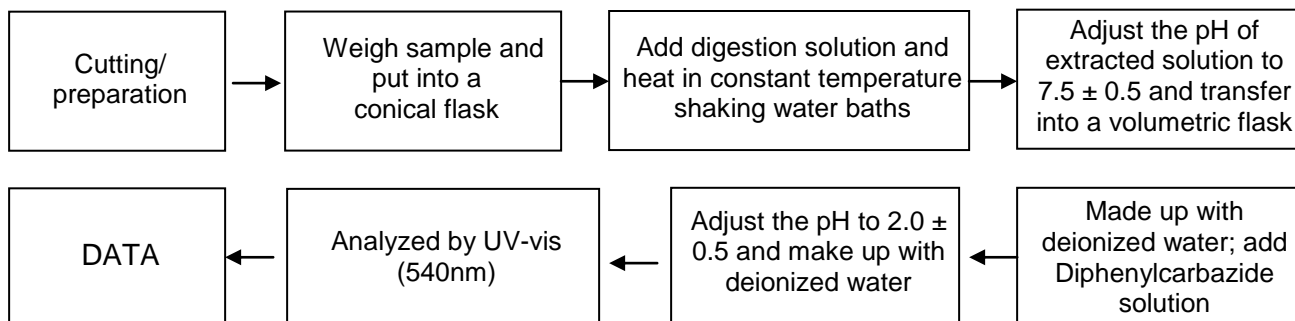 Cutting/
preparation
Weigh sample and
put into a
conical flask
Add digestion solution and
heat in constant temperature
shaking water baths
Adjust the pH of
extracted solution to
7.5 ± 0.5 and transfer
into a volumetric flask
Made up with
deionized water; add
Diphenylcarbazide
solution
Adjust the pH to 2.0 ±
0.5 and make up with
deionized water
Analyzed by UV-vis
(540nm)
DATA